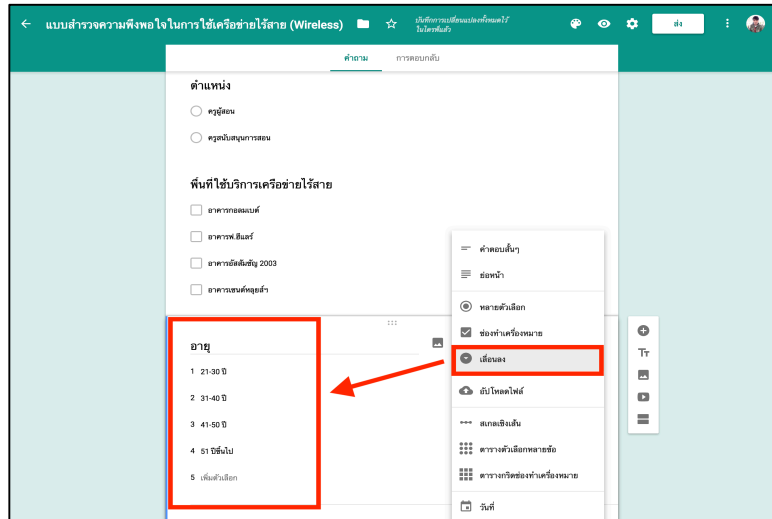 แบบสำรวจความพึงพอใจในการใช้เครือข่ายไร้สาย (Wireless)
บันทึกการเปลี่ยนแปลงทั้งหมดไว้
ในไดรฟ์แล้ว
ส่ง
คำถาม การตอบกลับ
ตำแหน่ง
ครูผู้สอน
ครูสนับสนุนการสอน
พื้นที่ใช้บริการเครือข่ายไร้สาย
อาคารกอลมเบต์
อาคารฟ.ฮีแลร์
อาคารอัสสัมชัญ 2003
อาคารเซนต์หลุยส์ฯ
อายุ
1 21-30 ปี
2 31-40 ปี
3 41-50 ปี
4 51 ปีขึ้นไป
5 เพิ่มตัวเลือก
คำตอบสั้นๆ
ย่อหน้า
หลายตัวเลือก
ช่องทำเครื่องหมาย
เลื่อนลง
อัปโหลดไฟล์
สเกลเชิงเส้น
ตารางตัวเลือกหลายข้อ
ตารางกริดช่องทำเครื่องหมาย
วันที่
Tт